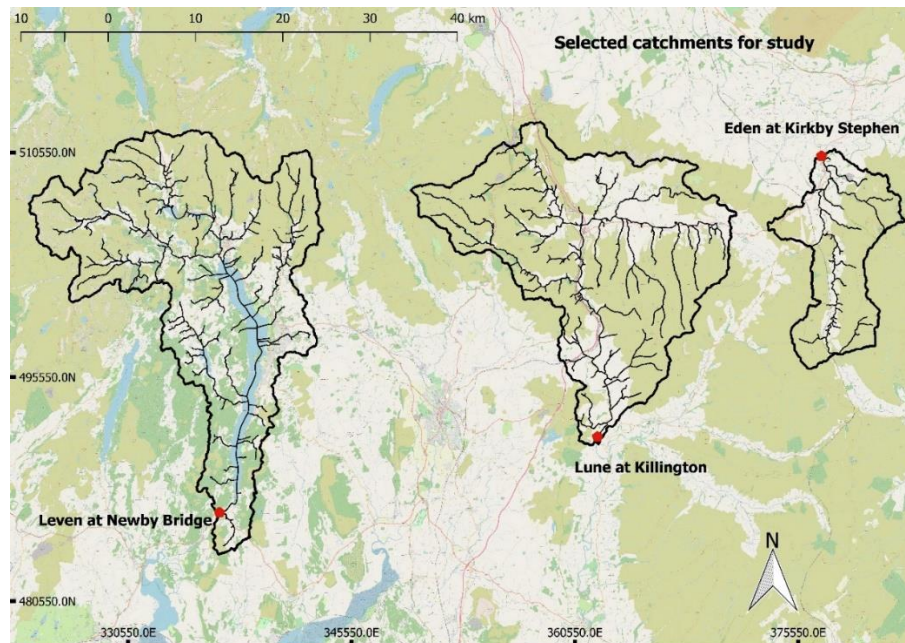 10 0 10 20 40 km
Selected catchments for study
Eden at Kirkby Stephen
510550.0N
495550.0N
Lune at Killington
Leven at Newby Bridge
N
480550.0N
330550.0E 345550.0E 360550.0E 375550.0E